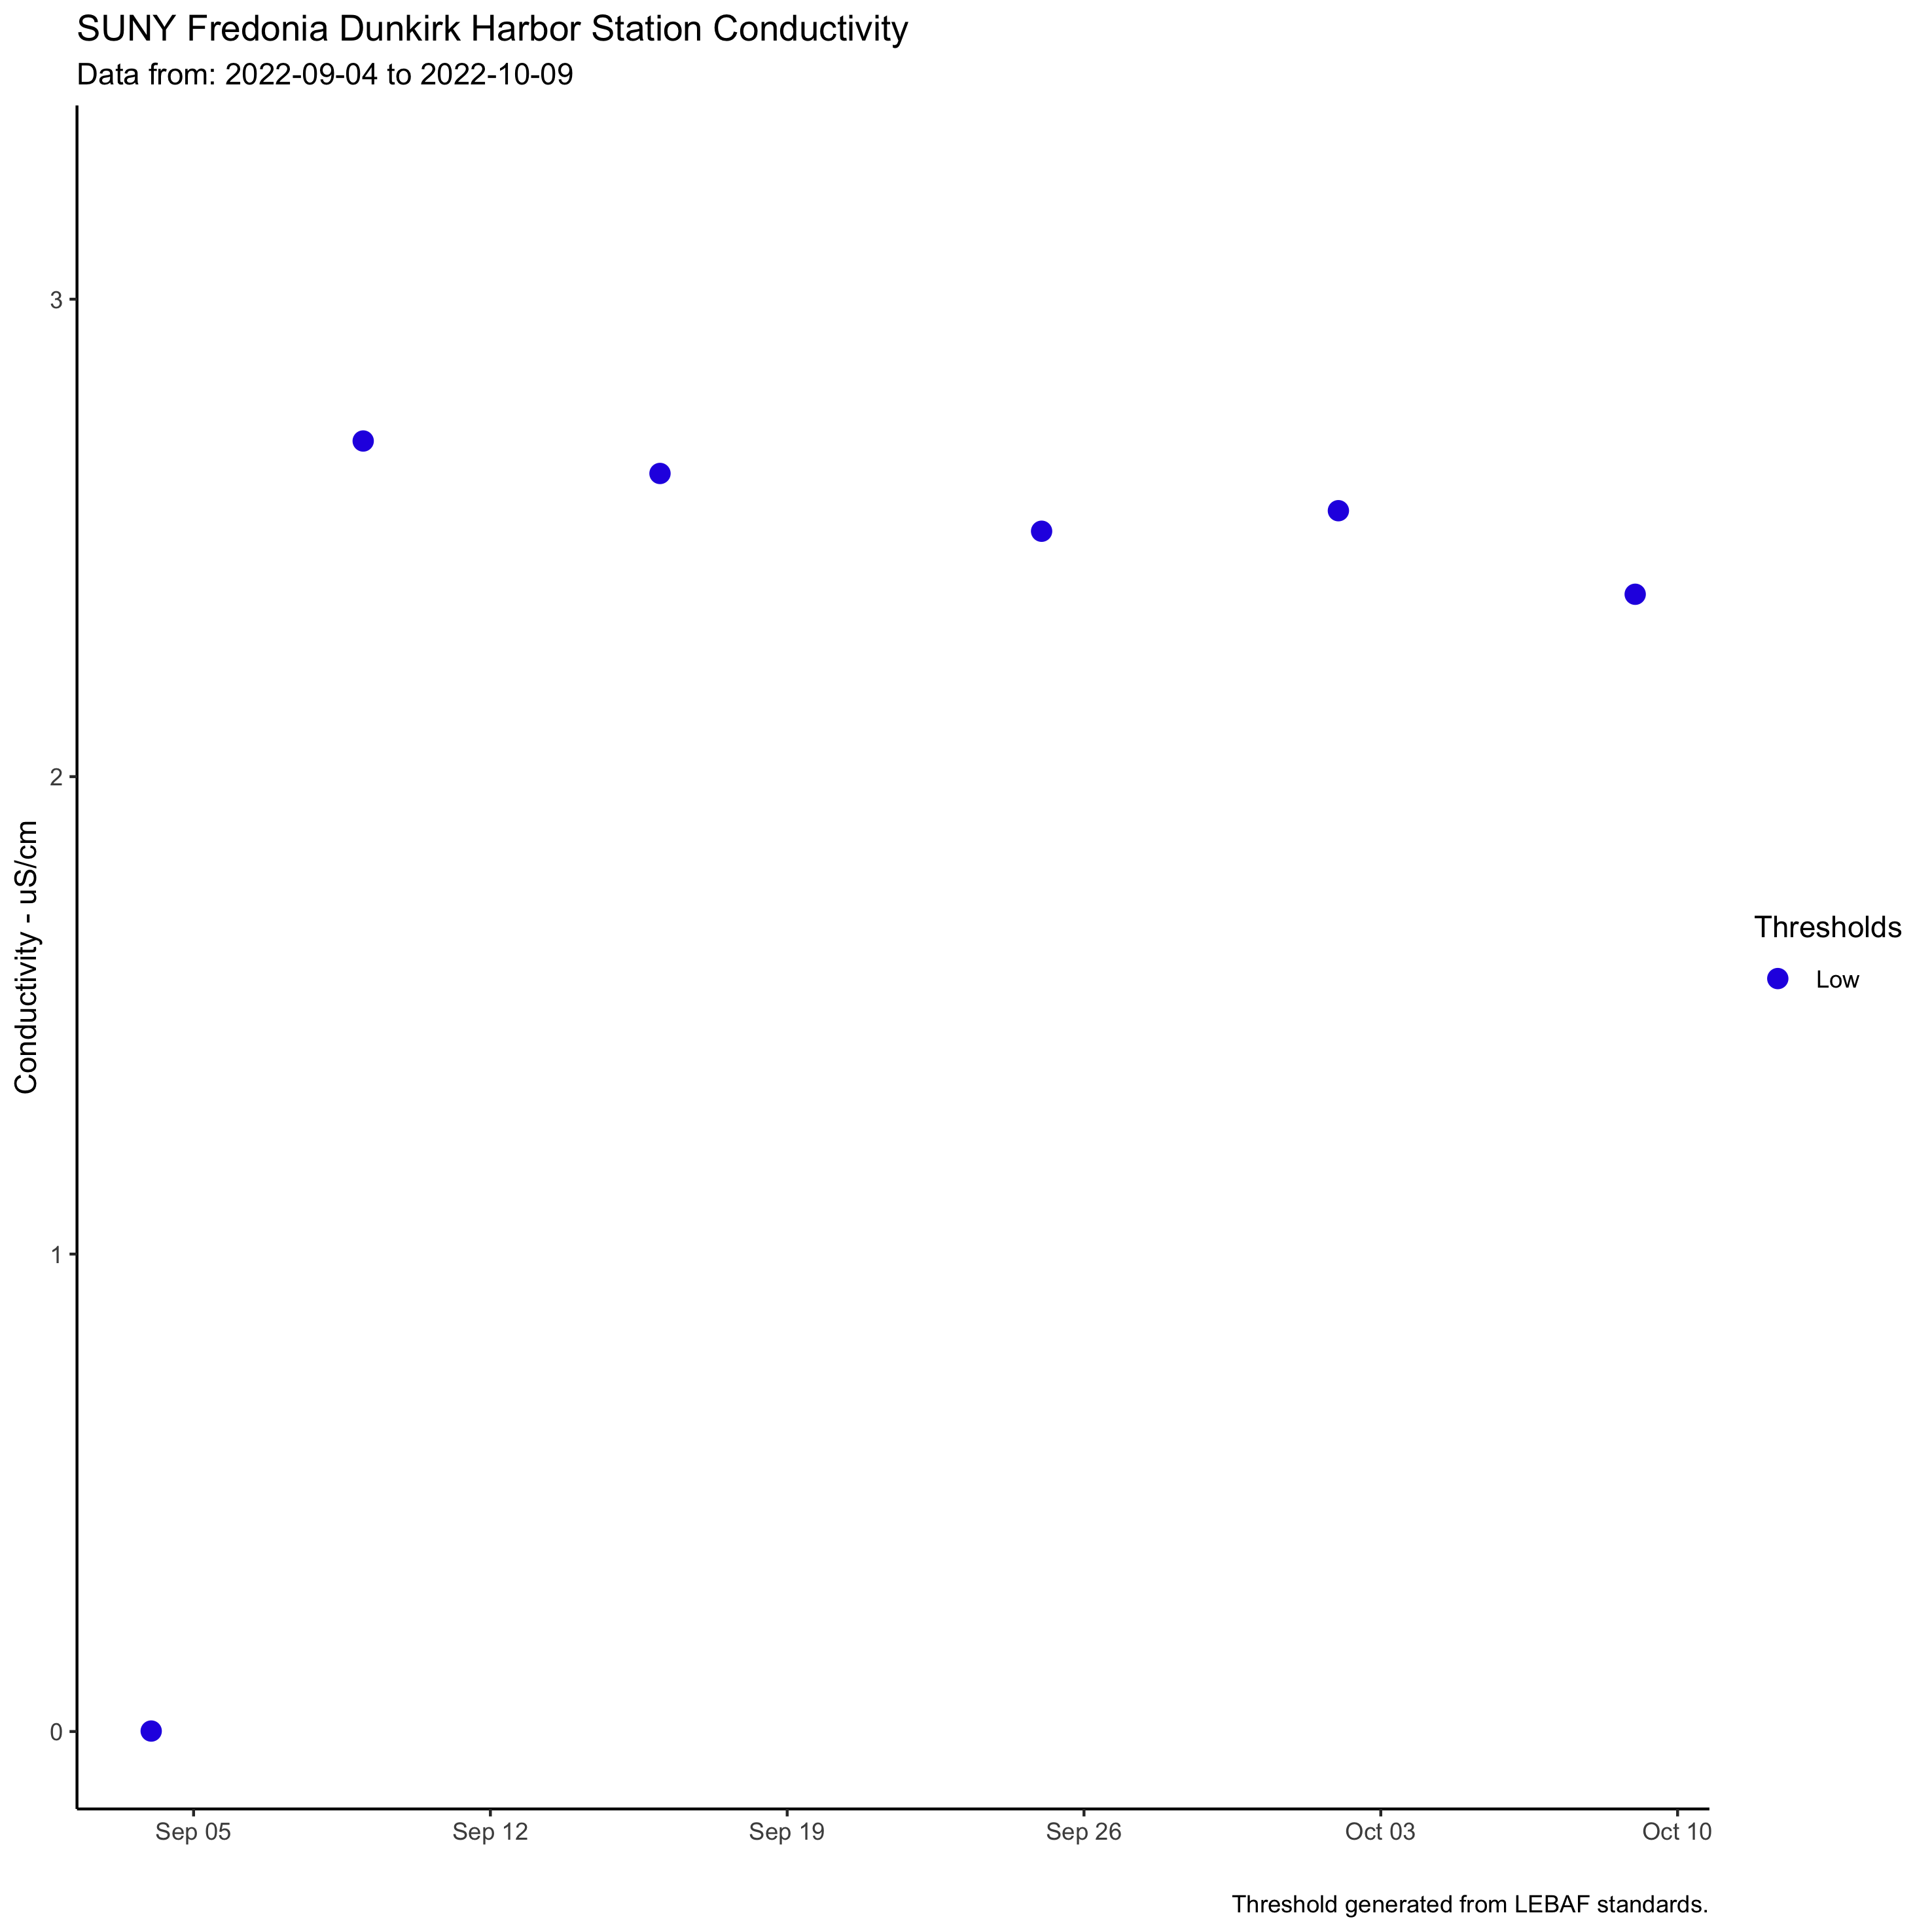 SUNY Fredonia Dunkirk Harbor Station Conductivity
Data from: 2022-09-04 to 2022-10-09
3
2
1
0
Conductivity - uS/cm
Thresholds
Low
Sep 05
Sep 12
Sep 19
Sep 26
Oct 03
Oct 10
Threshold generated from LEBAF standards.